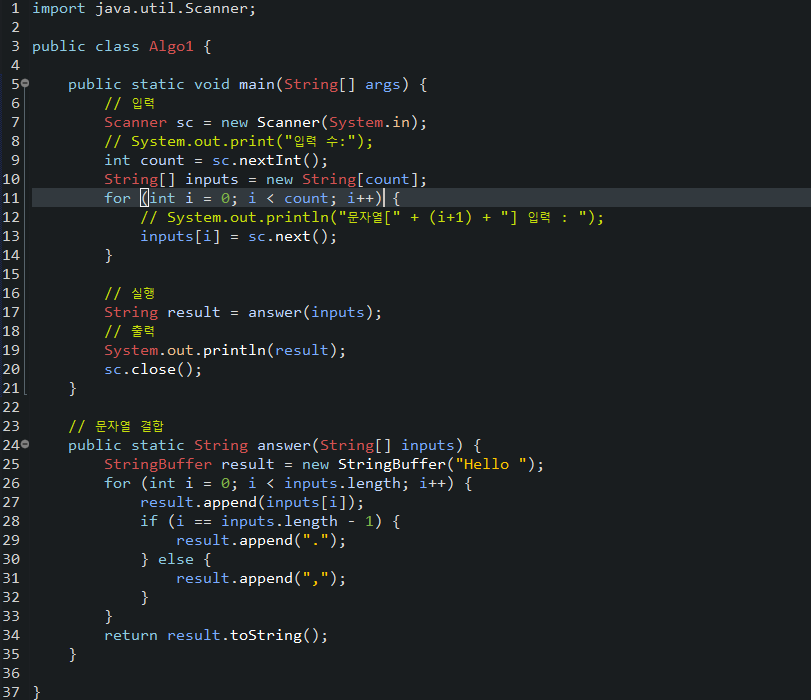 1 import java.util.Scanner;
2
3 public class Algo1 {
4
5 public static void main(String[] args) {
6 // 입력
7 Scanner sc = new Scanner(System.in);
8 // System.out.print("입력 수:");
9 int count = sc.nextInt();
10 String[] inputs = new String[count];
11 for (int i = 0; i < count; i++) {
12 // System.out.println("문자열[" + (i+1) + "] 입력 : ");
13 inputs[i] = sc.next();
14 }
15
16 // 실행
17 String result = answer(inputs);
18 // 출력
19 System.out.println(result);
20 sc.close();
21 }
22
23 // 문자열 결합
24 public static String answer(String[] inputs) {
25 StringBuffer result = new StringBuffer("Hello ");
26 for (int i = 0; i < inputs.length; i++) {
27 result.append(inputs[i]);
28 if (i == inputs.length - 1) {
29 result.append(".");
30 } else {
31 result.append(",");
32 }
33 }
34 return result.toString();
35 }
36
37 }